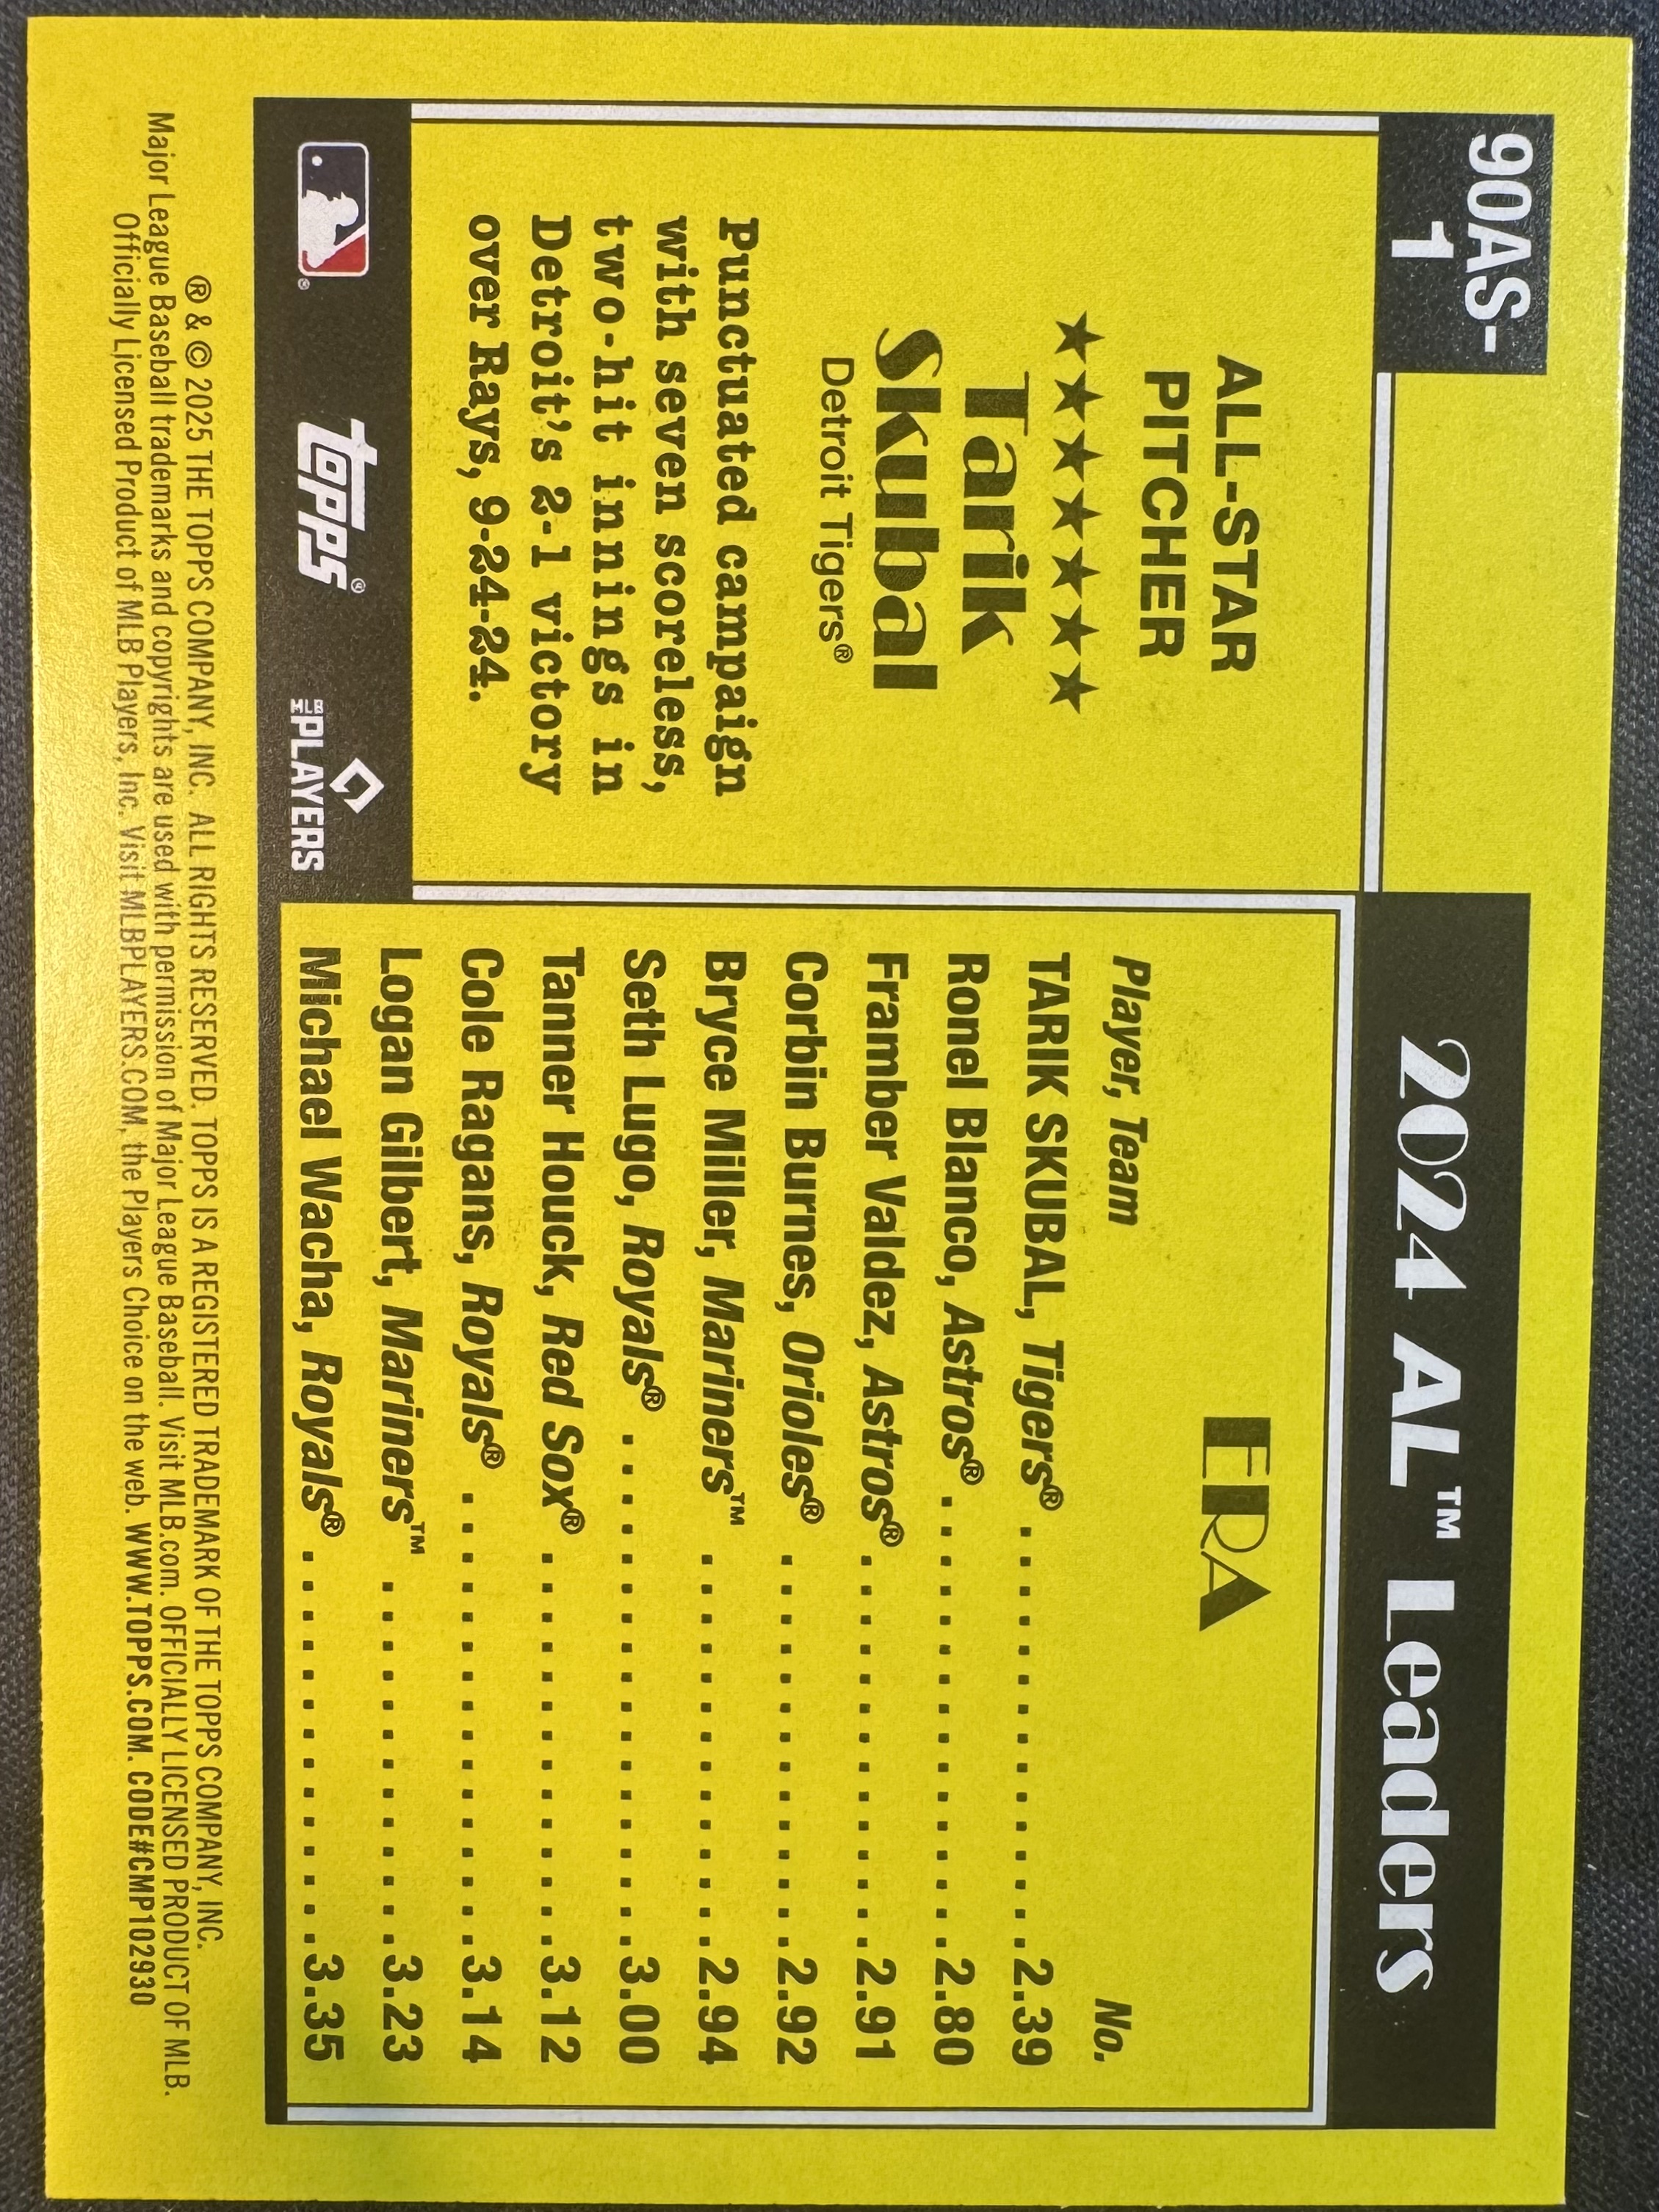 90AS-
1
ALL-STAR
PITCHER
★★★★★★★
Tarik
Skubal
Detroit Tigers®
Punctuated campaign
with seven scoreless,
two-hit innings in
Detroit's 2-1 victory
over Rays, 9-24-24.
®
topps®
MLB PLAYERS
2024 AL™ Leaders
ERA
Player, Team No.
TARIK SKUBAL, Tigers® . . . . . . . . . . . . . . . 2.39
Ronel Blanco, Astros® . . . . . . . . . . . . . . . . 2.80
Framber Valdez, Astros® . . . . . . . . . . . . . . 2.91
Corbin Burnes, Orioles® . . . . . . . . . . . . . . 2.92
Bryce Miller, Mariners™ . . . . . . . . . . . . . . 2.94
Seth Lugo, Royals® . . . . . . . . . . . . . . . . . . 3.00
Tanner Houck, Red Sox® . . . . . . . . . . . . . . 3.12
Cole Ragans, Royals® . . . . . . . . . . . . . . . . 3.14
Logan Gilbert, Mariners™ . . . . . . . . . . . . . 3.23
Michael Wacha, Royals® . . . . . . . . . . . . . . 3.35
® & © 2025 THE TOPPS COMPANY, INC. ALL RIGHTS RESERVED. TOPPS IS A REGISTERED TRADEMARK OF THE TOPPS COMPANY, INC.
Major League Baseball trademarks and copyrights are used with permission of Major League Baseball. Visit MLB.com. OFFICIALLY LICENSED PRODUCT OF MLB.
Officially Licensed Product of MLB Players, Inc. Visit MLBPLAYERS.COM, the Players Choice on the web. WWW.TOPPS.COM. CODE#CMP102930